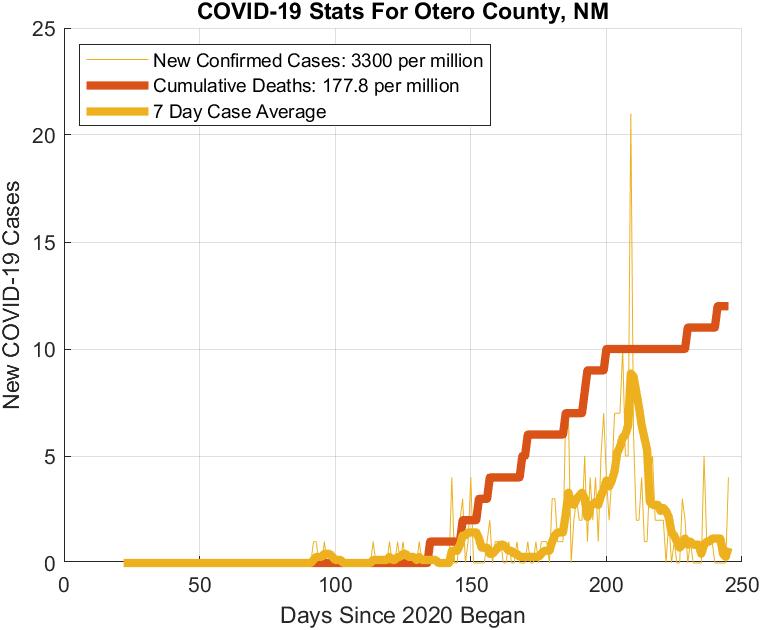 COVID-19 Stats For Otero County, NM
25
New Confirmed Cases: 3300 per million
Cumulative Deaths: 177.8 per million
7 Day Case Average
20
15
10
5
0
New COVID-19 Cases
0 50 100 150 200 250
Days Since 2020 Began